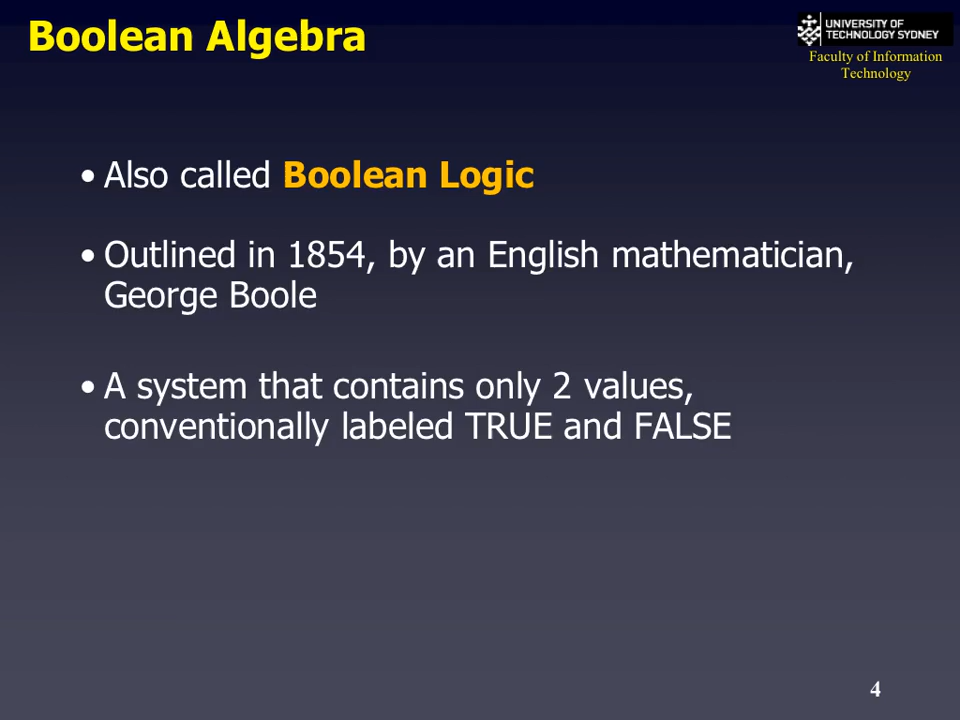 Boolean Algebra
UNIVERSITY OF
TECHNOLOGY SYDNEY
Faculty of Information
Technology
• Also called Boolean Logic
• Outlined in 1854, by an English mathematician,
George Boole
• A system that contains only 2 values,
conventionally labeled TRUE and FALSE
4